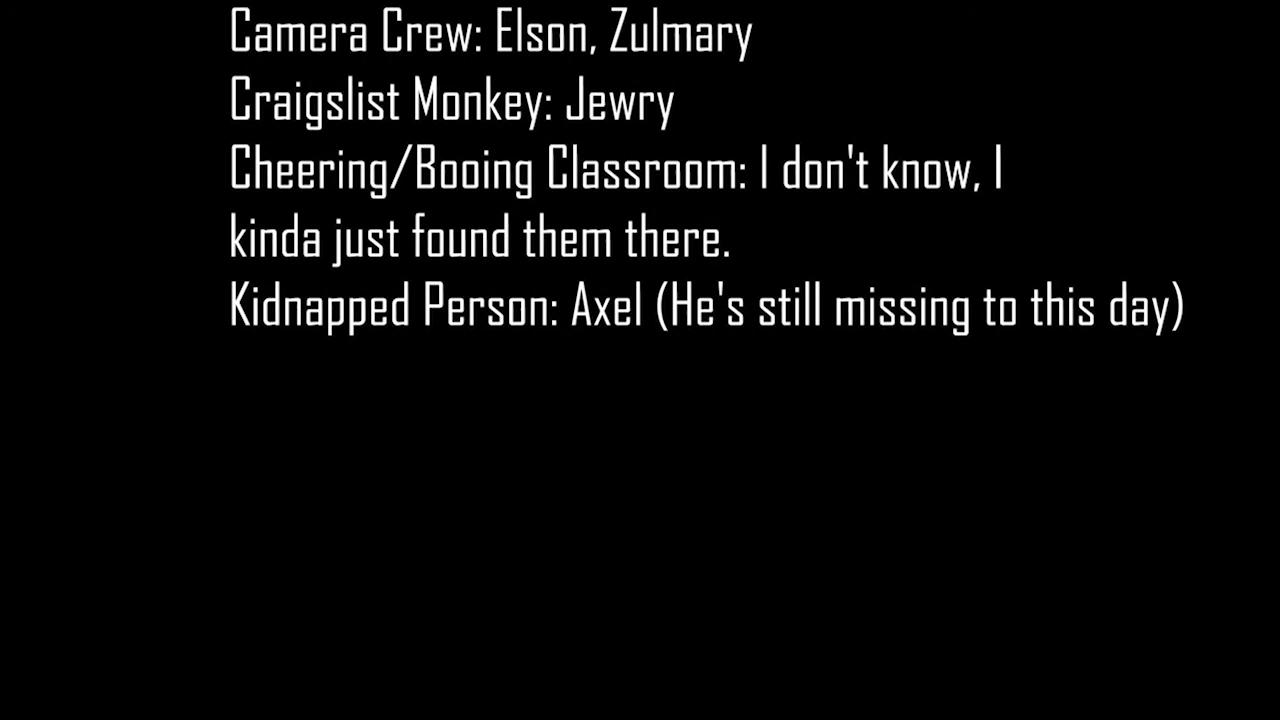 Camera Crew: Elson, Zulmary
Craigslist Monkey: Jewry
Cheering/Booing Classroom: I don't know, I
kinda just found them there.
Kidnapped Person: Axel (He's still missing to this day)